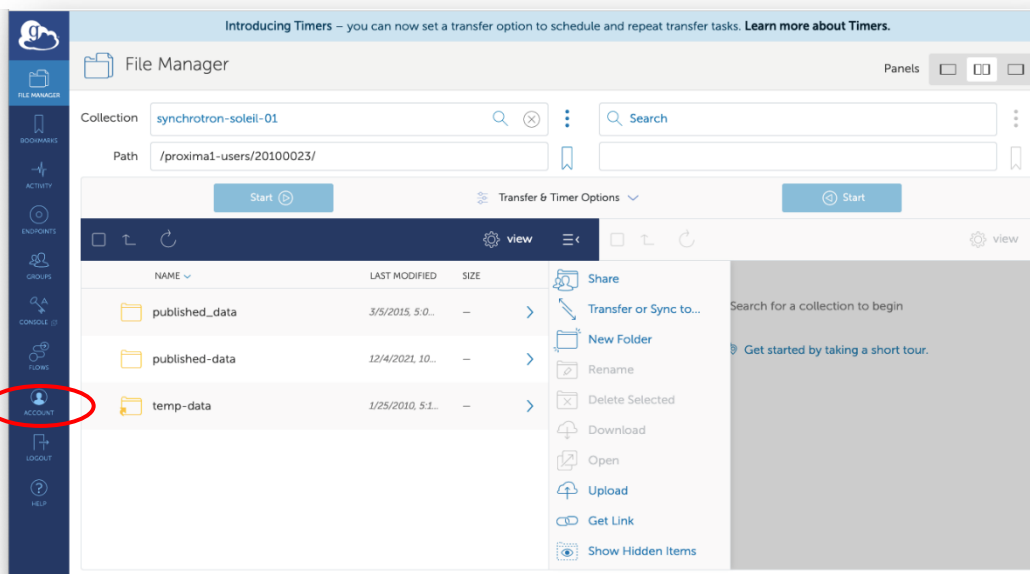 Introducing Timers – you can now set a transfer option to schedule and repeat transfer tasks. Learn more about Timers.
g
FILE MANAGER
BOOKMARKS
ACTIVITY
ENDPOINTS
GROUPS
CONSOLE
FLOWS
ACCOUNT
LOGOUT
HELP
File Manager
Panels
Collection
synchrotron-soleil-01
Search
Path
/proxima1-users/20100023/
Start
Transfer & Timer Options
Start
view
view
NAME LAST MODIFIED SIZE
published_data 3/5/2015, 5:0... –
published-data 12/4/2021, 10... –
temp-data 1/25/2010, 5:1... –
Share
Transfer or Sync to...
New Folder
Rename
Delete Selected
Download
Open
Upload
Get Link
Show Hidden Items
Search for a collection to begin
Get started by taking a short tour.